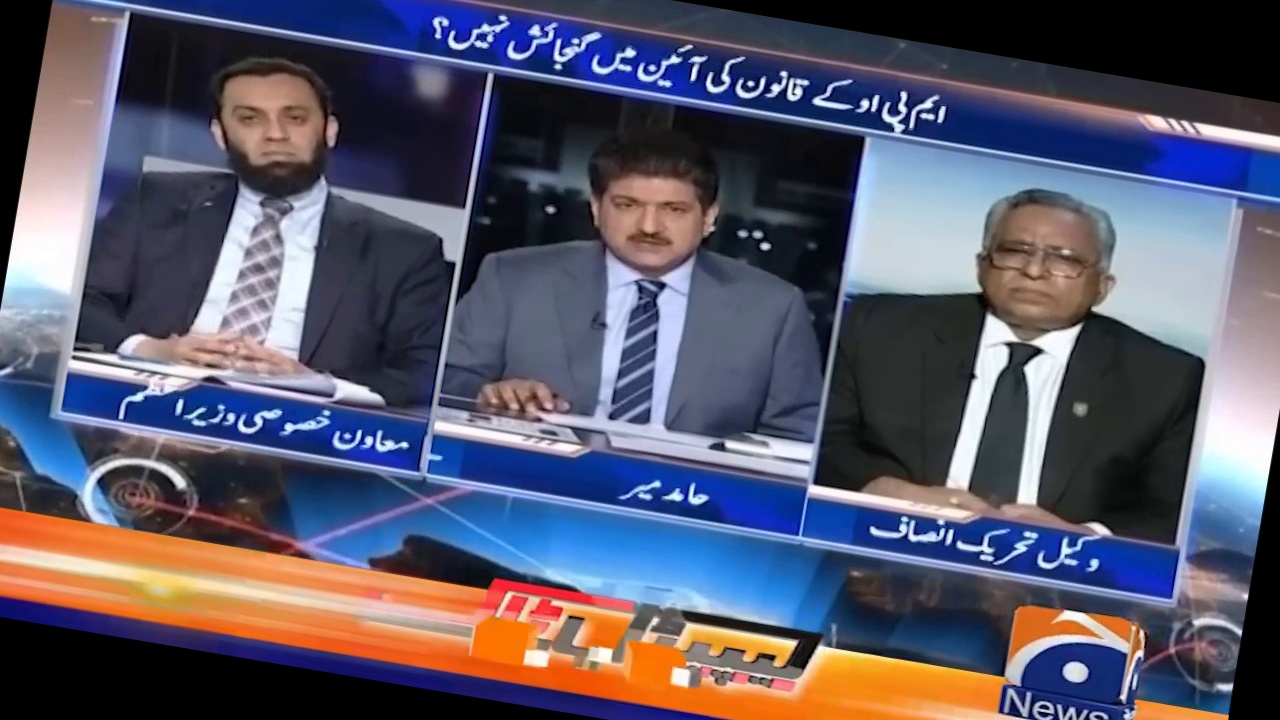 ایم پی او کے قانون کی آئین میں گنجائش نہیں؟
معاون خصوصی وزیر اعظم
حامد میر
وکیل تحریک انصاف
News